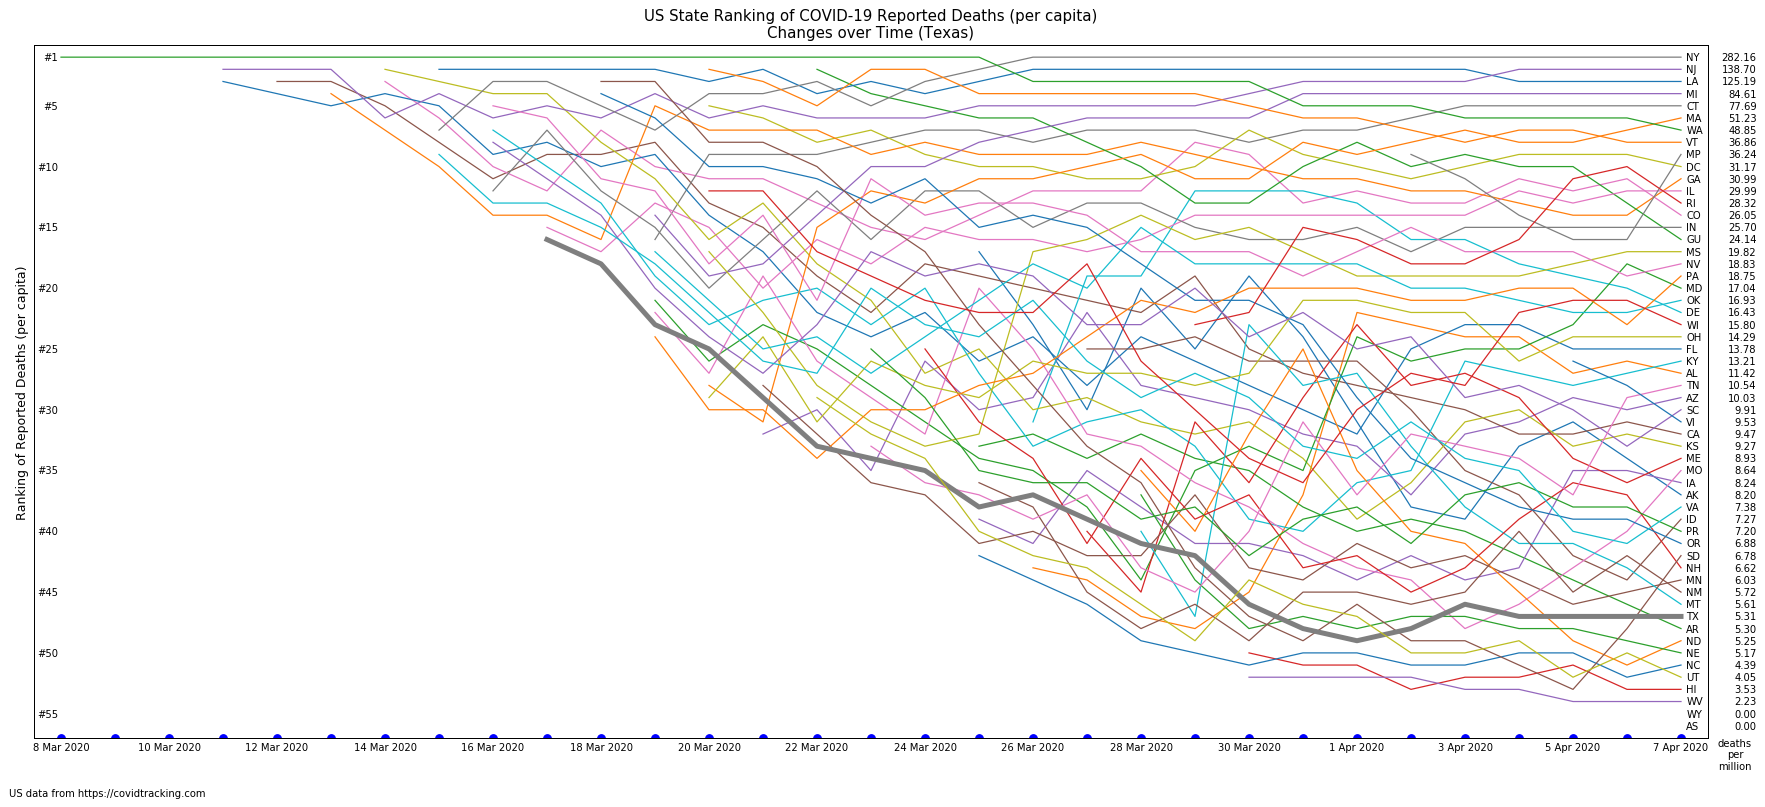 US State Ranking of COVID-19 Reported Deaths (per capita)
Changes over Time (Texas)
Ranking of Reported Deaths (per capita)
#1
#5
#10
#15
#20
#25
#30
#35
#40
#45
#50
#55
NY 282.16
NJ 138.70
LA 125.19
MI 84.61
CT 77.69
MA 51.23
WA 48.85
VT 36.86
MP 36.24
DC 31.17
GA 30.99
IL 29.99
RI 28.32
CO 26.05
IN 25.70
GU 24.14
MS 19.82
NV 18.83
PA 18.75
MD 17.04
OK 16.93
DE 16.43
WI 15.80
OH 14.29
FL 13.78
KY 13.21
AL 11.42
TN 10.54
AZ 10.03
SC 9.91
VI 9.53
CA 9.47
KS 9.27
ME 8.93
MO 8.64
IA 8.24
AK 8.20
VA 7.38
ID 7.27
PR 7.20
OR 6.88
SD 6.78
NH 6.62
MN 6.03
NM 5.72
MT 5.61
TX 5.31
AR 5.30
ND 5.25
NE 5.17
NC 4.39
UT 4.05
HI 3.53
WV 2.23
WY 0.00
AS 0.00
8 Mar 2020 10 Mar 2020 12 Mar 2020 14 Mar 2020 16 Mar 2020 18 Mar 2020 20 Mar 2020 22 Mar 2020 24 Mar 2020 26 Mar 2020 28 Mar 2020 30 Mar 2020 1 Apr 2020 3 Apr 2020 5 Apr 2020 7 Apr 2020
deaths
per
million
US data from https://covidtracking.com